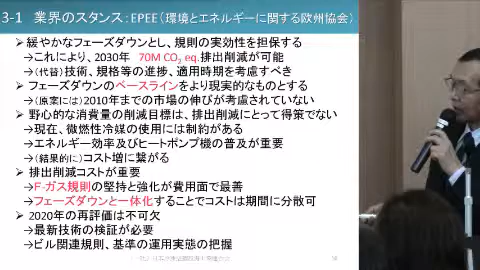 3-1　業界のスタンス：EPEE（環境とエネルギーに関する欧州協会）
➢緩やかなフェーズダウンとし、規則の実効性を担保する
→これにより、2030年　70M CO₂ eq.排出削減が可能
→（代替）技術、規格等の進捗、適用時期を考慮すべき
➢フェーズダウンのベースラインをより現実的なものとする
→（原案には）2010年までの市場の伸びが考慮されていない
➢野心的な消費量の削減目標は、排出削減にとって得策でない
→現在、微燃性冷媒の使用には制約がある
→エネルギー効率及びヒートポンプ機の普及が重要
→（結果的に）コスト増に繋がる
➢排出削減コストが重要
→F-ガス規則の堅持と強化が費用面で最善
→フェーズダウンと一体化することでコストは期間に分散可
➢2020年の再評価は不可欠
→最新技術の検証が必要
→ビル関連規則、基準の運用実態の把握